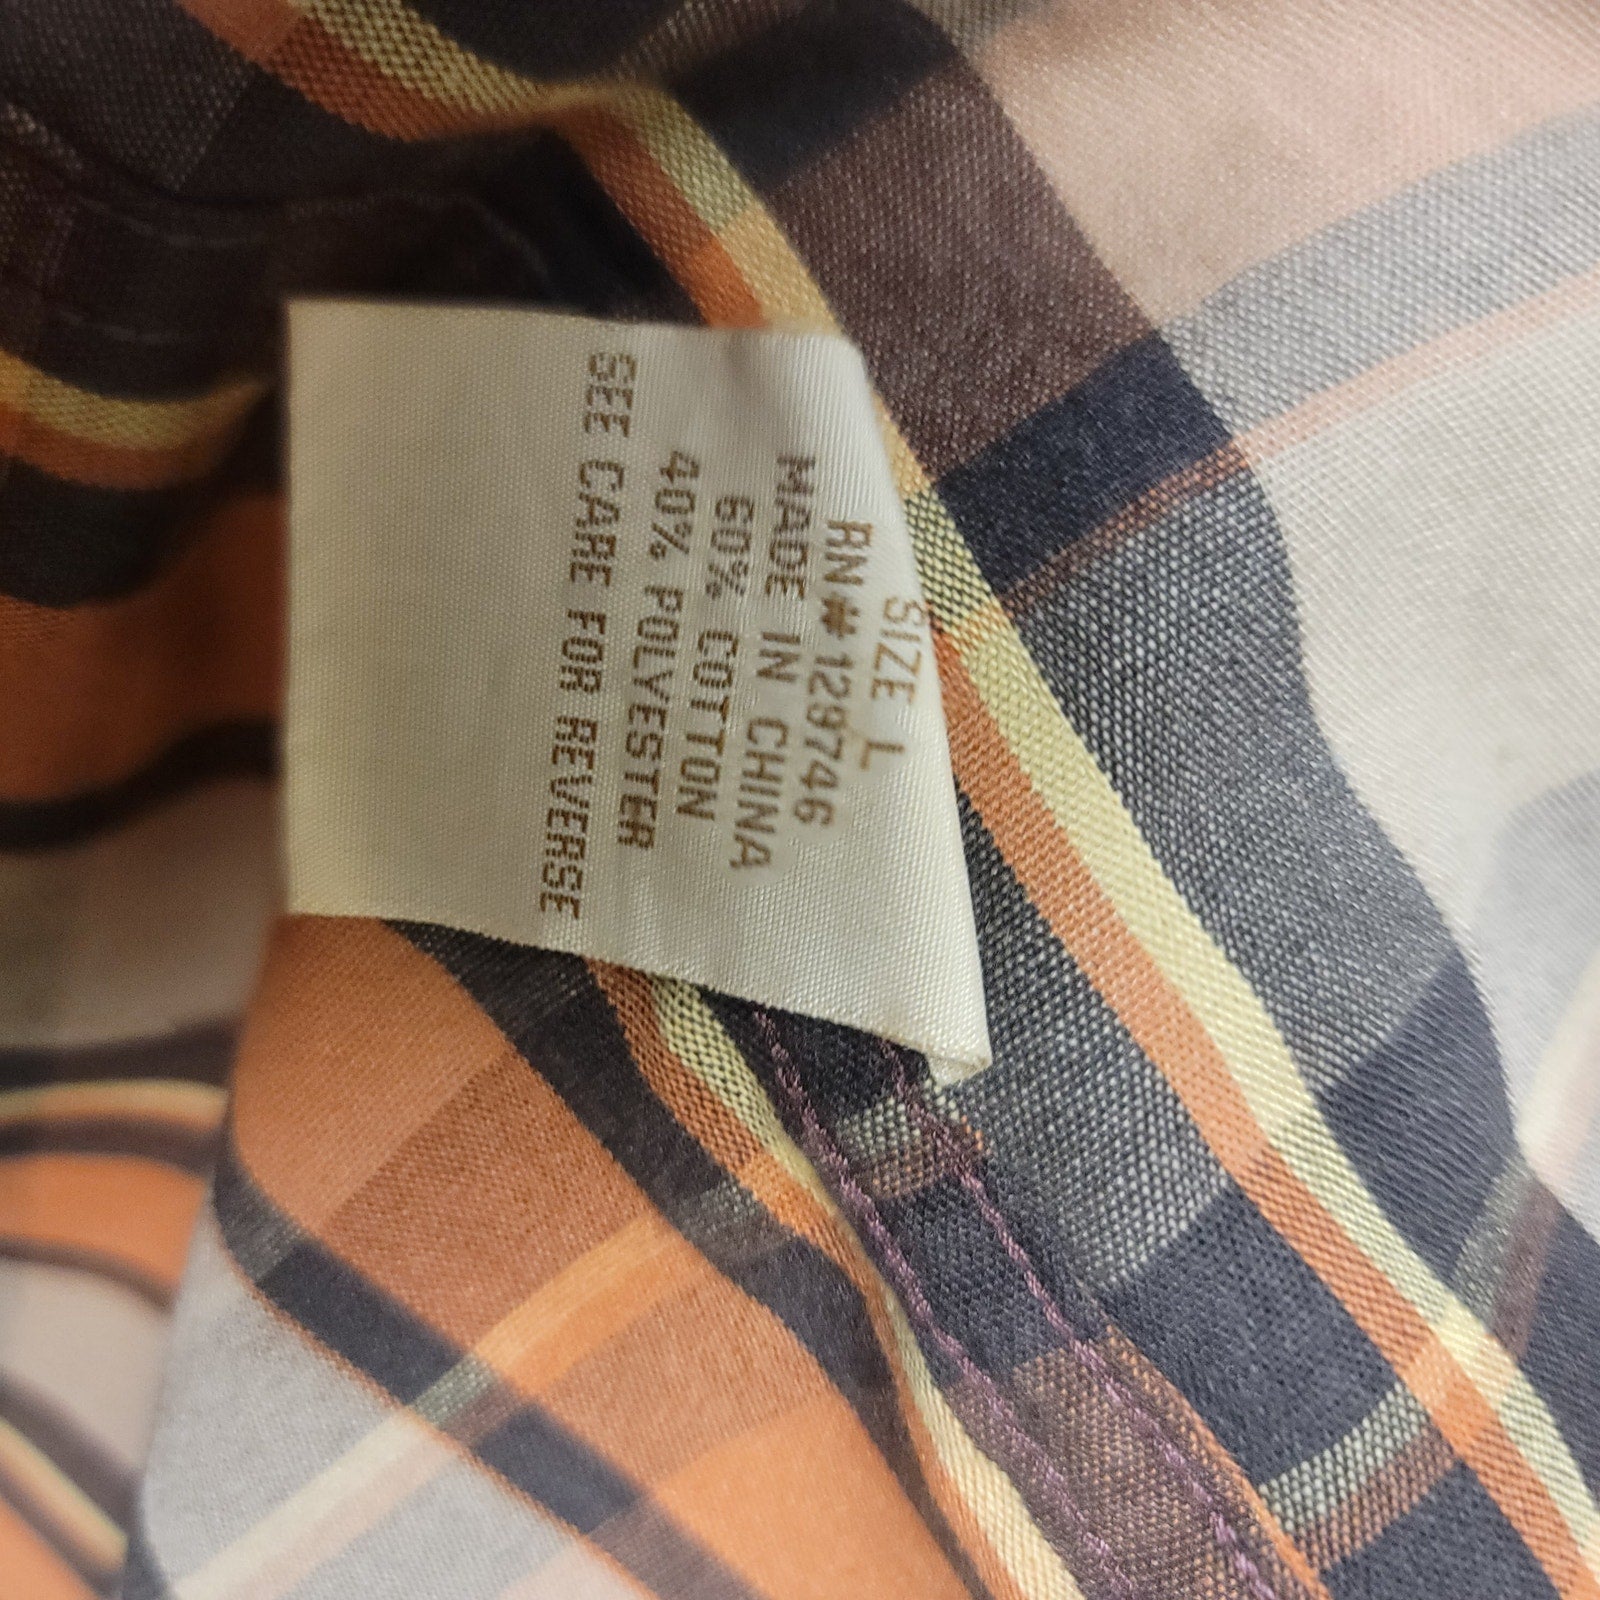 SIZE L
RN# 129746
MADE IN CHINA
60% COTTON
40% POLYESTER
SEE CARE FOR REVERSE